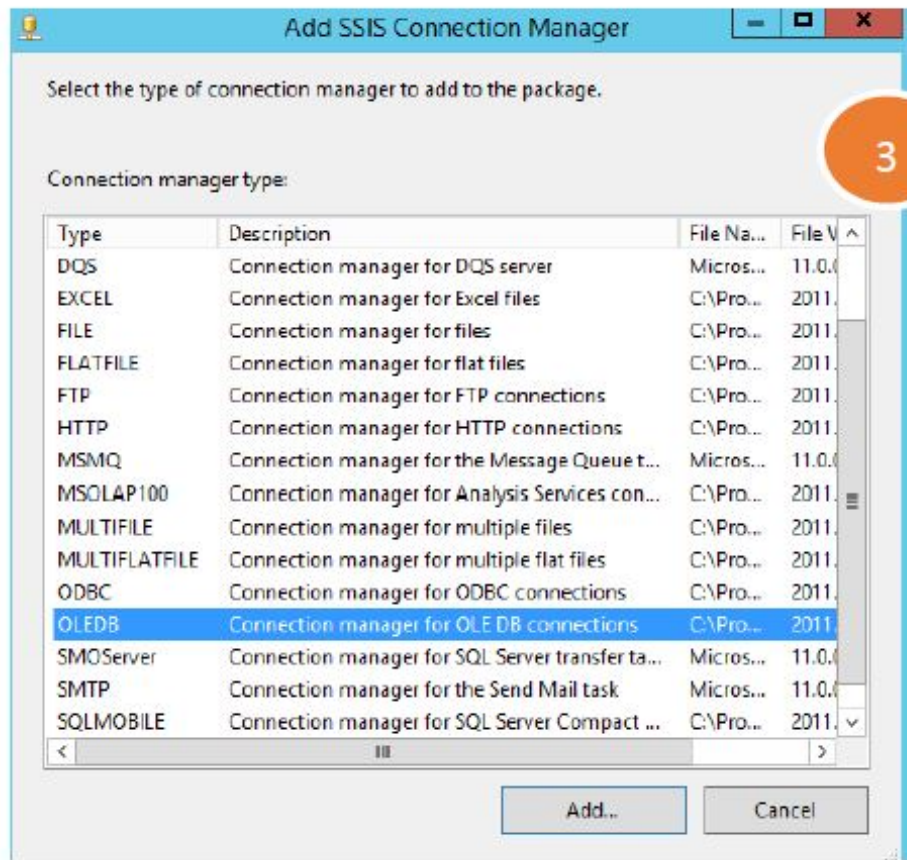 Add SSIS Connection Manager
Select the type of connection manager to add to the package.
3
Connection manager type:
Type Description File Na... File V
DQS Connection manager for DQS server Micros... 11.0.0
EXCEL Connection manager for Excel files C:\Pro... 2011.
FILE Connection manager for files C:\Pro... 2011.
FLATFILE Connection manager for flat files C:\Pro... 2011.
FTP Connection manager for FTP connections C:\Pro... 2011.
HTTP Connection manager for HTTP connections C:\Pro... 2011.
MSMQ Connection manager for the Message Queue t... Micros... 11.0.0
MSOLAP100 Connection manager for Analysis Services con... C:\Pro... 2011.
MULTIFILE Connection manager for multiple files C:\Pro... 2011.
MULTIFLATFILE Connection manager for multiple flat files C:\Pro... 2011.
ODBC Connection manager for ODBC connections C:\Pro... 2011.
OLEDB Connection manager for OLE DB connections C:\Pro... 2011.
SMOServer Connection manager for SQL Server transfer ta... Micros... 11.0.0
SMTP Connection manager for the Send Mail task Micros... 11.0.0
SQLMOBILE Connection manager for SQL Server Compact ... C:\Pro... 2011.
Add... Cancel